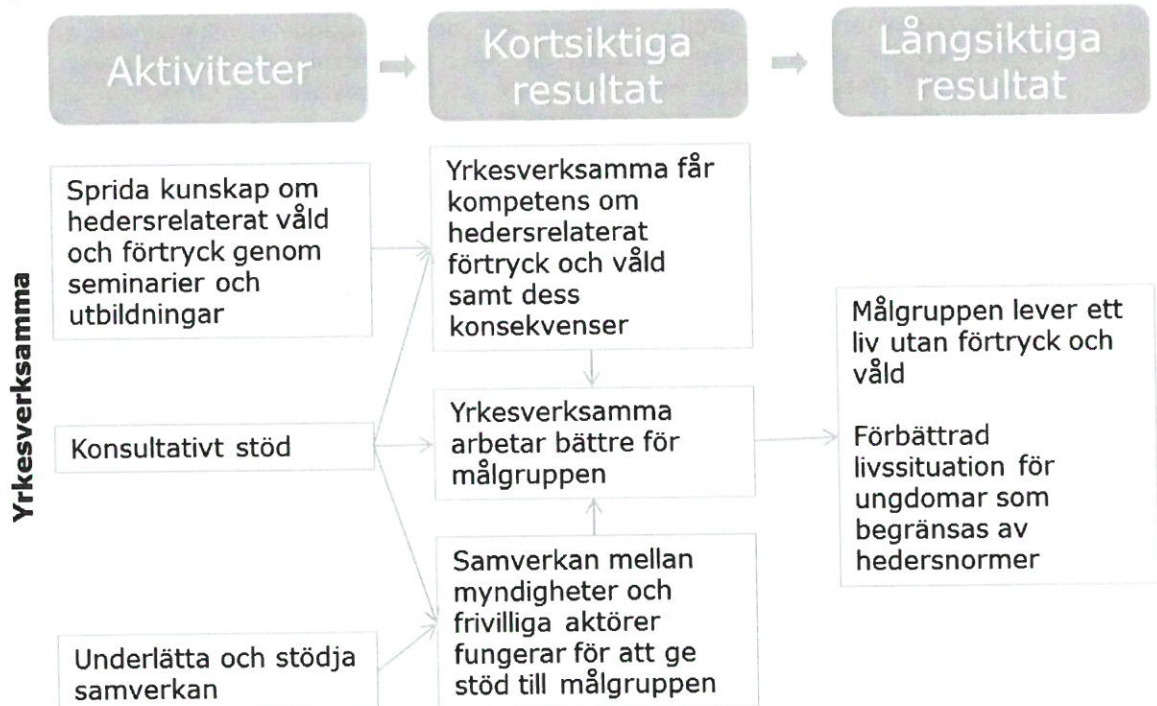 Aktiviteter
Kortsiktiga
resultat
Långsiktiga
resultat
Yrkesverksamma
Sprida kunskap om
hedersrelaterat våld
och förtryck genom
seminarier och
utbildningar
Konsultativt stöd
Underlätta och stödja
samverkan
Yrkesverksamma får
kompetens om
hedersrelaterat
förtryck och våld
samt dess
konsekvenser
Yrkesverksamma
arbetar bättre för
målgruppen
Samverkan mellan
myndigheter och
frivilliga aktörer
fungerar för att ge
stöd till målgruppen
Målgruppen lever ett
liv utan förtryck och
våld
Förbättrad
livssituation för
ungdomar som
begränsas av
hedersnormer